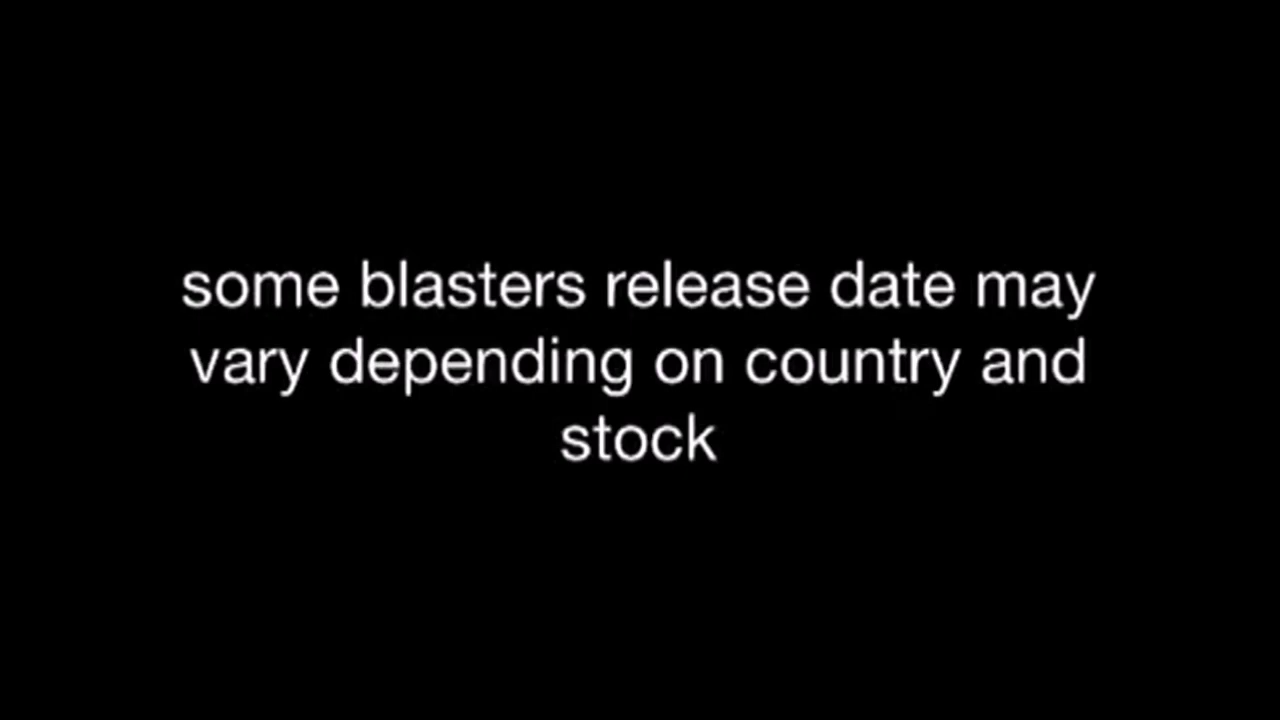 some blasters release date may
vary depending on country and
stock